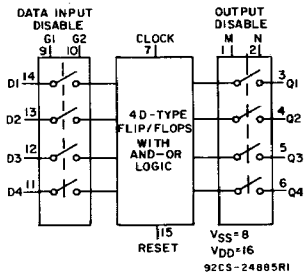 DATA INPUT DISABLE
OUTPUT DISABLE
G1 G2
9 10
CLOCK
7
M N
1 2
D1 14
D2 13
D3 12
D4 11
4 D-TYPE
FLIP/FLOPS
WITH
AND-OR
LOGIC
3 Q1
4 Q2
5 Q3
6 Q4
15
RESET
VSS=8
VDD=16
92CS-24885R1